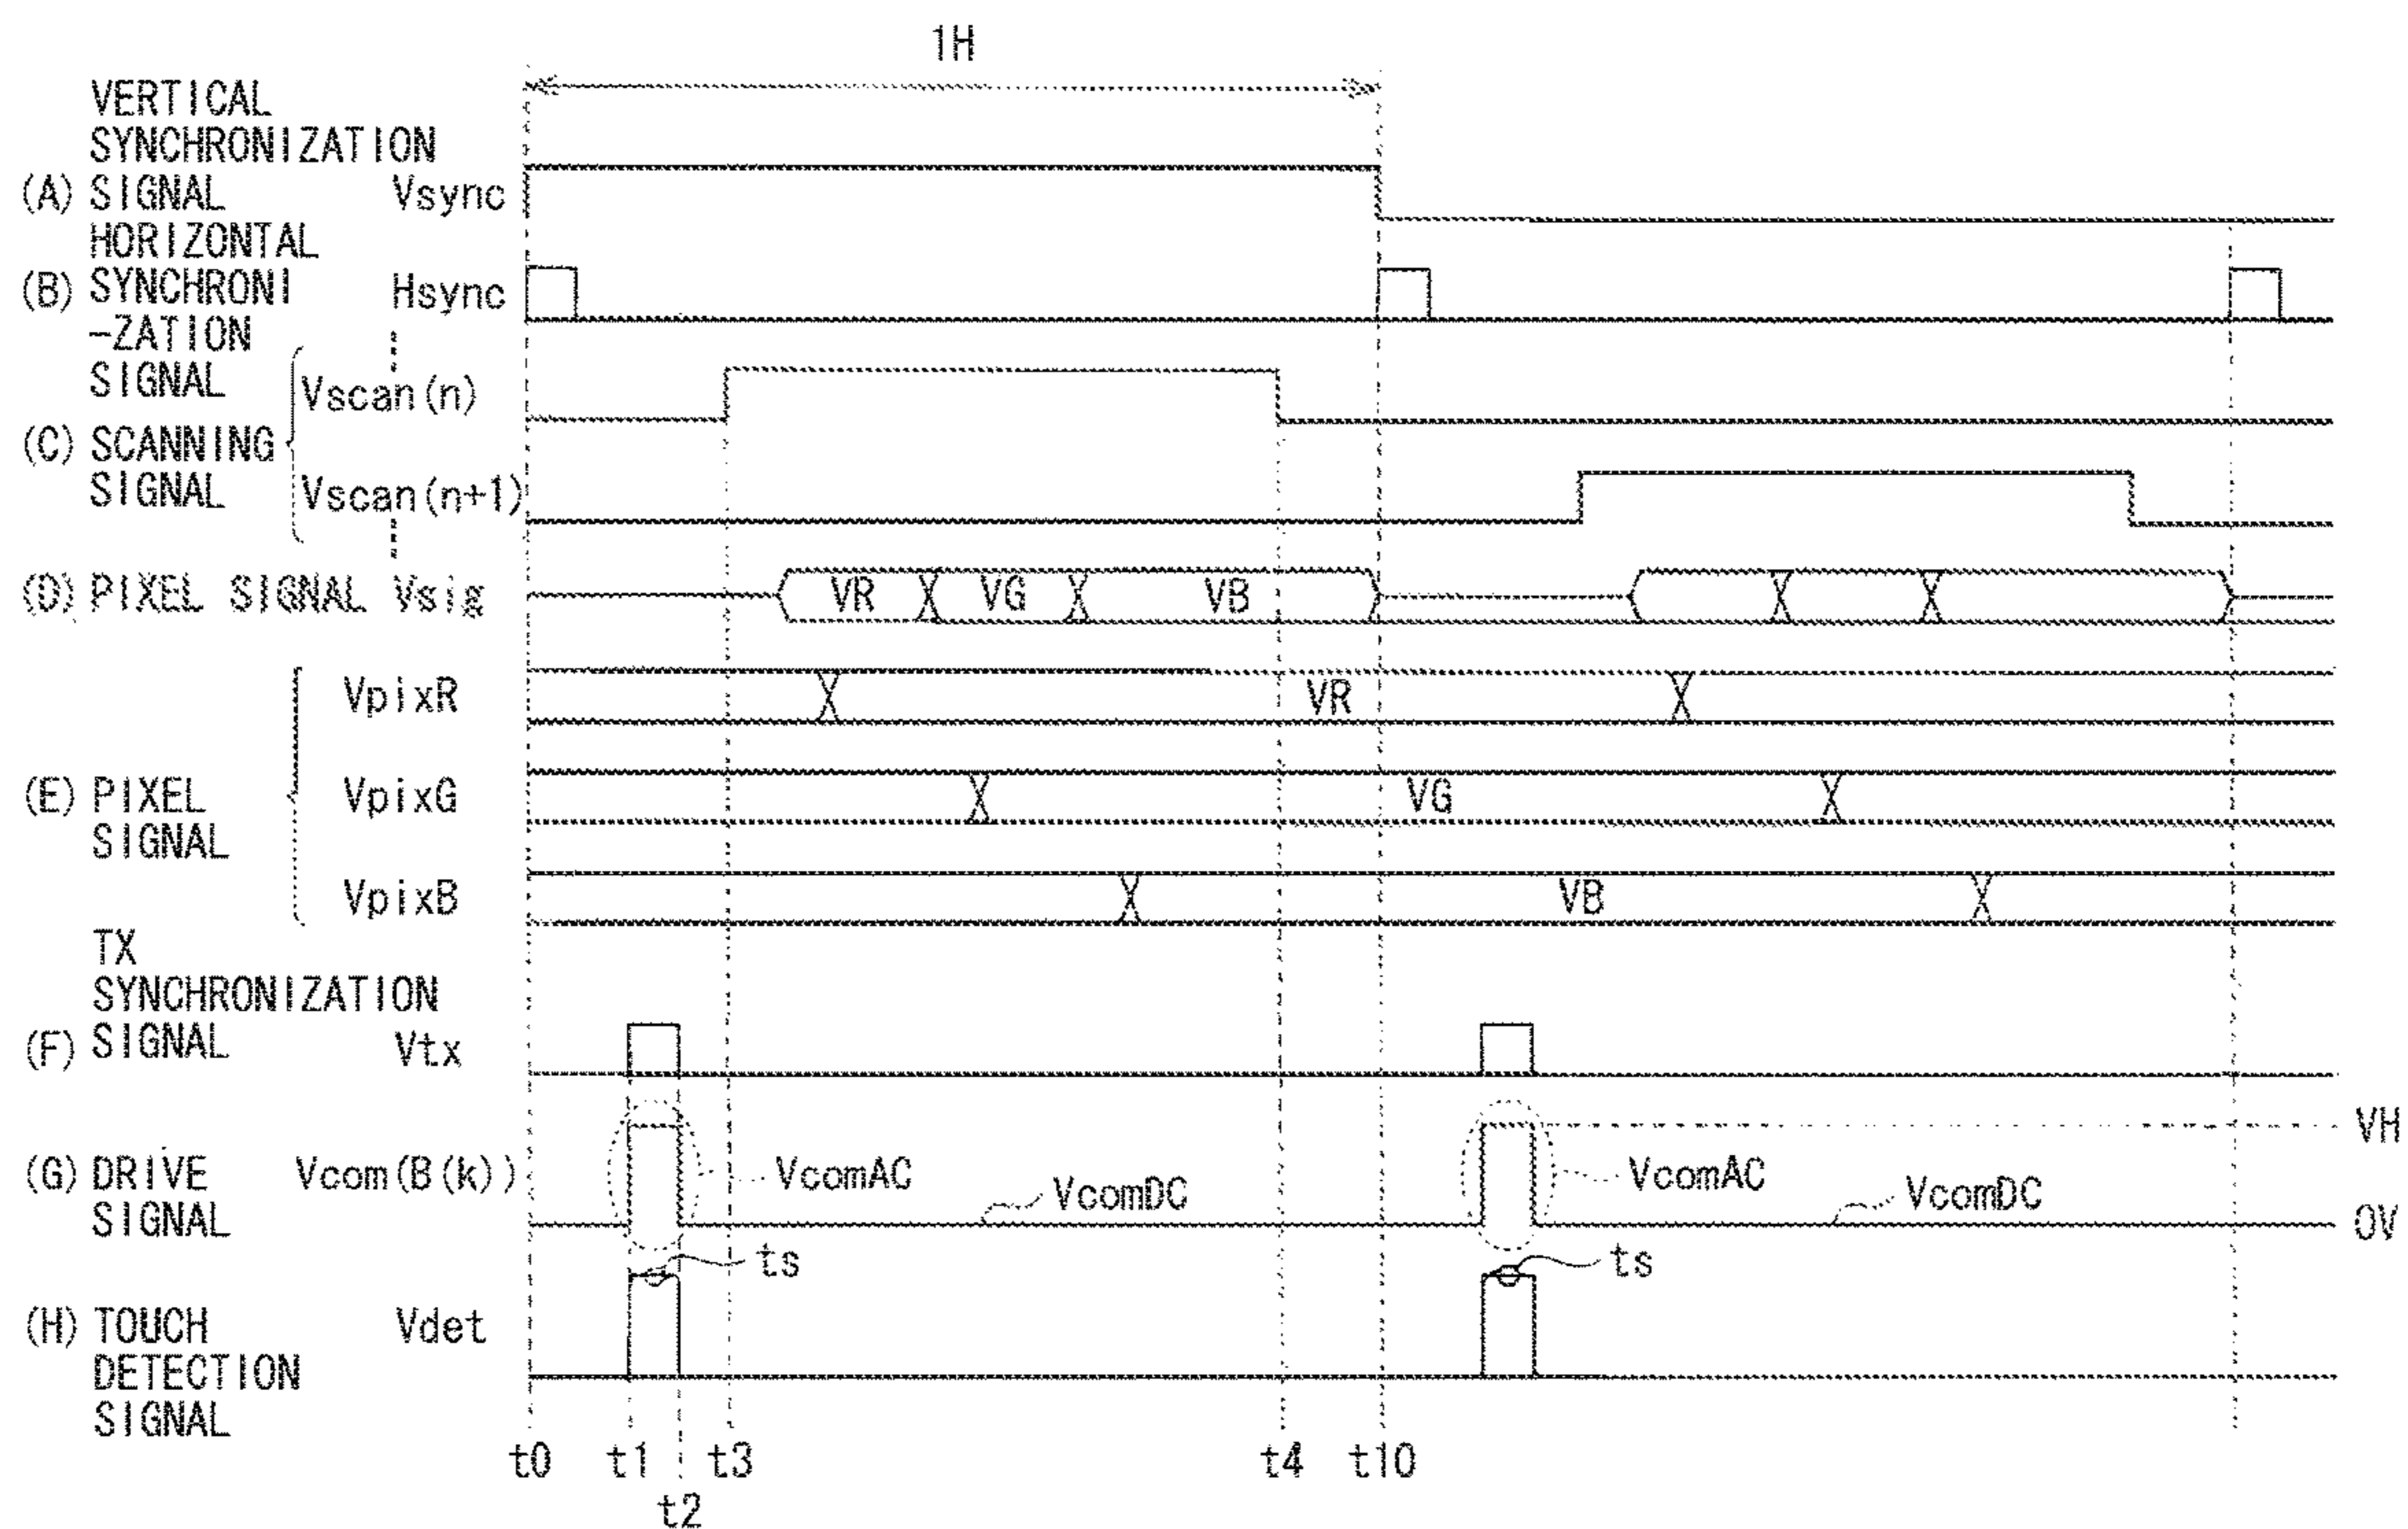 1H
VERTICAL
SYNCHRONIZATION
(A) SIGNAL Vsync
HORIZONTAL
(B) SYNCHRONI Hsync
-ZATION
SIGNAL Vscan(n)
(C) SCANNING
SIGNAL Vscan(n+1)
(D) PIXEL SIGNAL Vsig VR VG VB
VpixR VR
(E) PIXEL VpixG VG
SIGNAL
VpixB VB
TX
SYNCHRONIZATION
(F) SIGNAL Vtx
VH
(G) DRIVE Vcom(B(k)) VcomAC VcomDC VcomAC VcomDC
SIGNAL 0V
ts ts
(H) TOUCH Vdet
DETECTION
SIGNAL
t0 t1 t3 t4 t10
t2